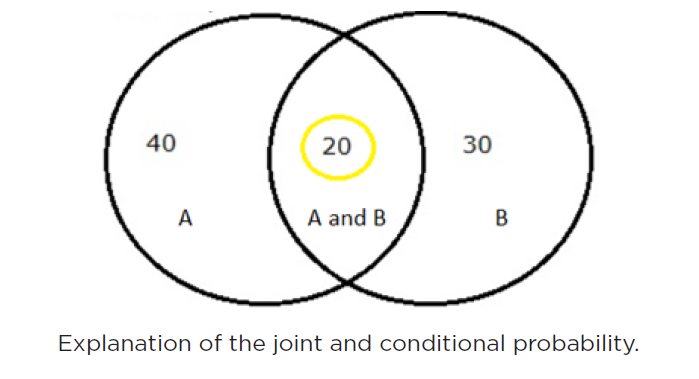 40 20 30
A A and B B
Explanation of the joint and conditional probability.